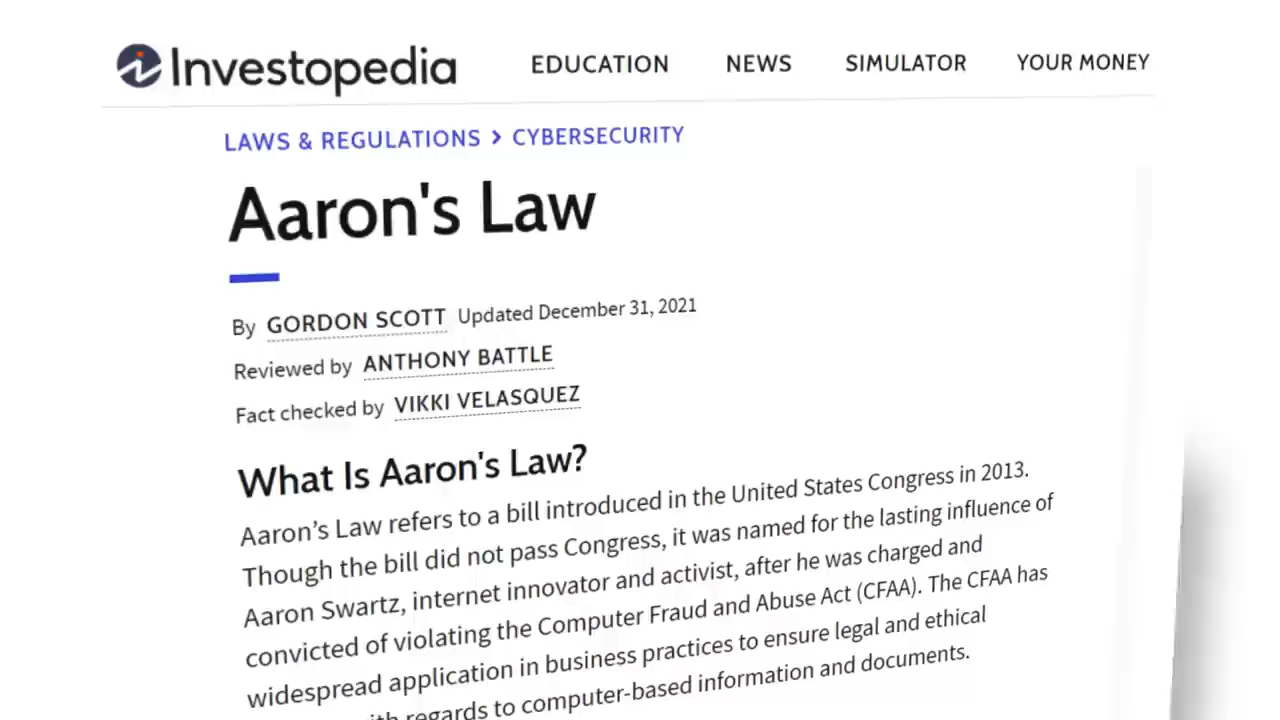 Investopedia EDUCATION NEWS SIMULATOR YOUR MONEY
LAWS & REGULATIONS > CYBERSECURITY
Aaron's Law
By GORDON SCOTT Updated December 31, 2021
Reviewed by ANTHONY BATTLE
Fact checked by VIKKI VELASQUEZ
What Is Aaron's Law?
Aaron’s Law refers to a bill introduced in the United States Congress in 2013.
Though the bill did not pass Congress, it was named for the lasting influence of
Aaron Swartz, internet innovator and activist, after he was charged and
convicted of violating the Computer Fraud and Abuse Act (CFAA). The CFAA has
widespread application in business practices to ensure legal and ethical
regards to computer-based information and documents.